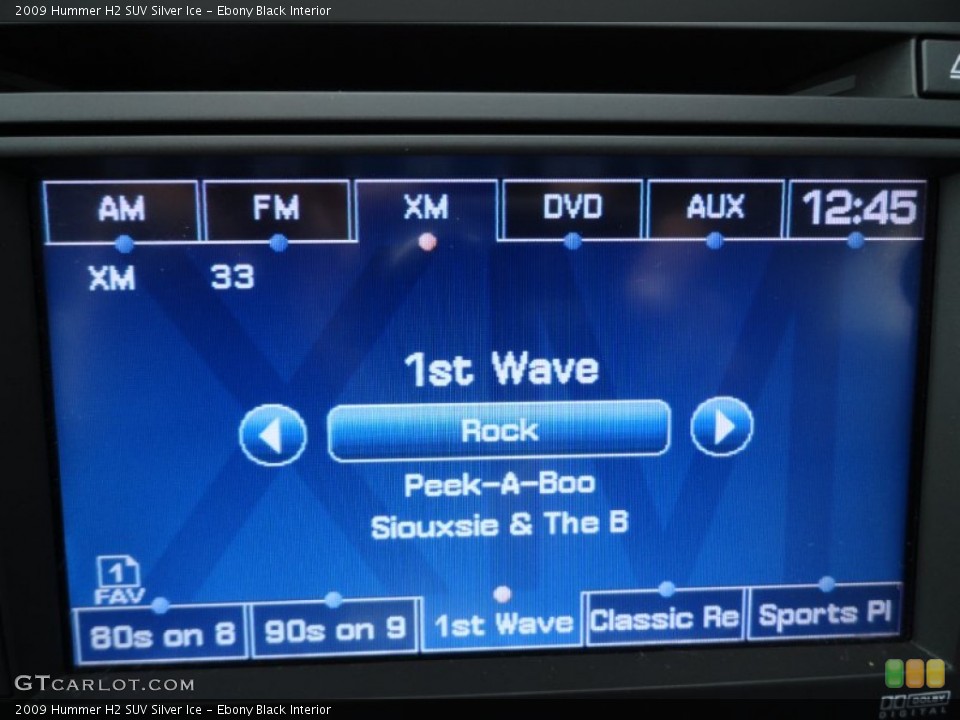 2009 Hummer H2 SUV Silver Ice - Ebony Black Interior
AM FM XM DVD AUX 12:45
XM 33
1st Wave
Rock
Peek-A-Boo
Siouxsie & The B
1
FAV
80s on 8 90s on 9 1st Wave Classic Re Sports Pl
GTCARLOT.COM
DOLBY
DIGITAL
2009 Hummer H2 SUV Silver Ice - Ebony Black Interior